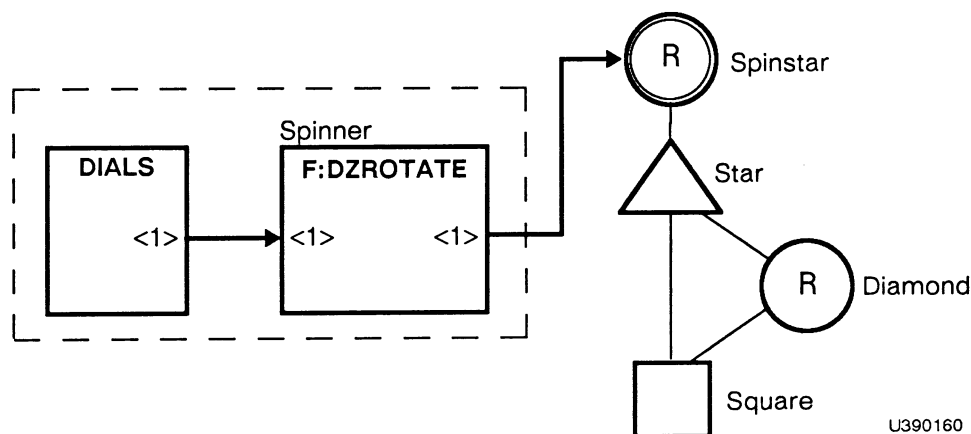 R
Spinstar
Spinner
DIALS
F:DZROTATE
Star
<1>
<1>
<1>
R
Diamond
Square
U390160